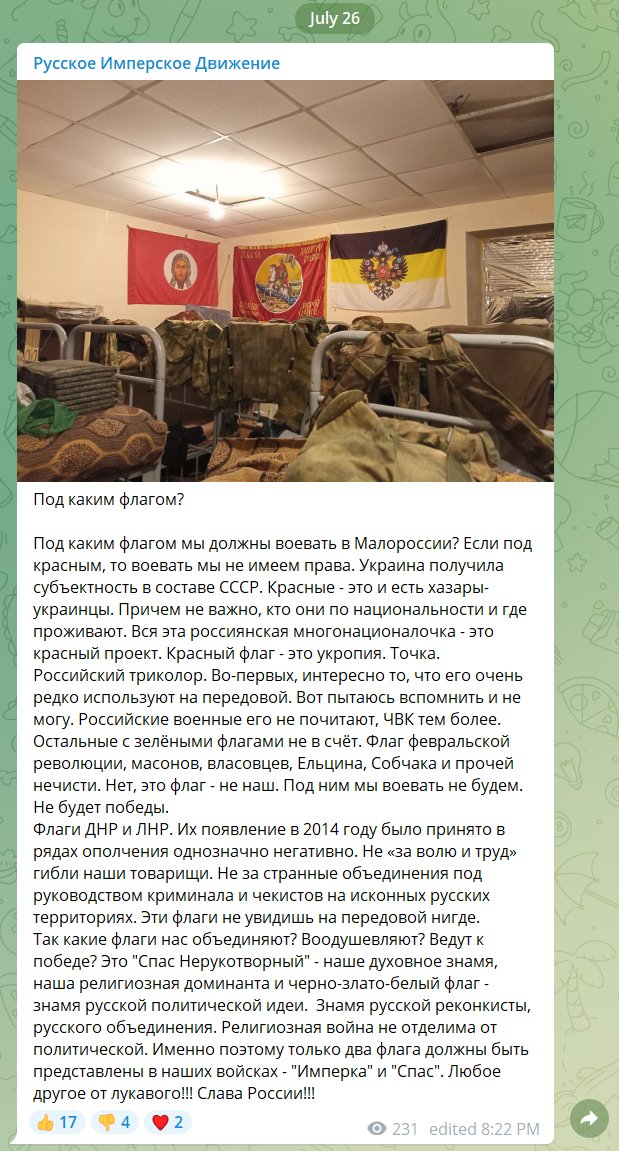 July 26
Русское Имперское Движение
Под каким флагом?
Под каким флагом мы должны воевать в Малороссии? Если под
красным, то воевать мы не имеем права. Украина получила
субъектность в составе СССР. Красные - это и есть хазары-
украинцы. Причем не важно, кто они по национальности и где
проживают. Вся эта россиянская многонационалочка - это
красный проект. Красный флаг - это укропия. Точка.
Российский триколор. Во-первых, интересно то, что его очень
редко используют на передовой. Вот пытаюсь вспомнить и не
могу. Российские военные его не почитают, ЧВК тем более.
Остальные с зелёными флагами не в счёт. Флаг февральской
революции, масонов, власовцев, Ельцина, Собчака и прочей
нечисти. Нет, это флаг - не наш. Под ним мы воевать не будем.
Не будет победы.
Флаги ДНР и ЛНР. Их появление в 2014 году было принято в
рядах ополчения однозначно негативно. Не «за волю и труд»
гибли наши товарищи. Не за странные объединения под
руководством криминала и чекистов на исконных русских
территориях. Эти флаги не увидишь на передовой нигде.
Так какие флаги нас объединяют? Воодушевляют? Ведут к
победе? Это "Спас Нерукотворный" - наше духовное знамя,
наша религиозная доминанта и черно-злато-белый флаг -
знамя русской политической идеи.  Знамя русской реконкисты,
русского объединения. Религиозная война не отделима от
политической. Именно поэтому только два флага должны быть
представлены в наших войсках - "Имперка" и "Спас". Любое
другое от лукавого!!! Слава России!!!
17 4 2 231 edited 8:22 PM